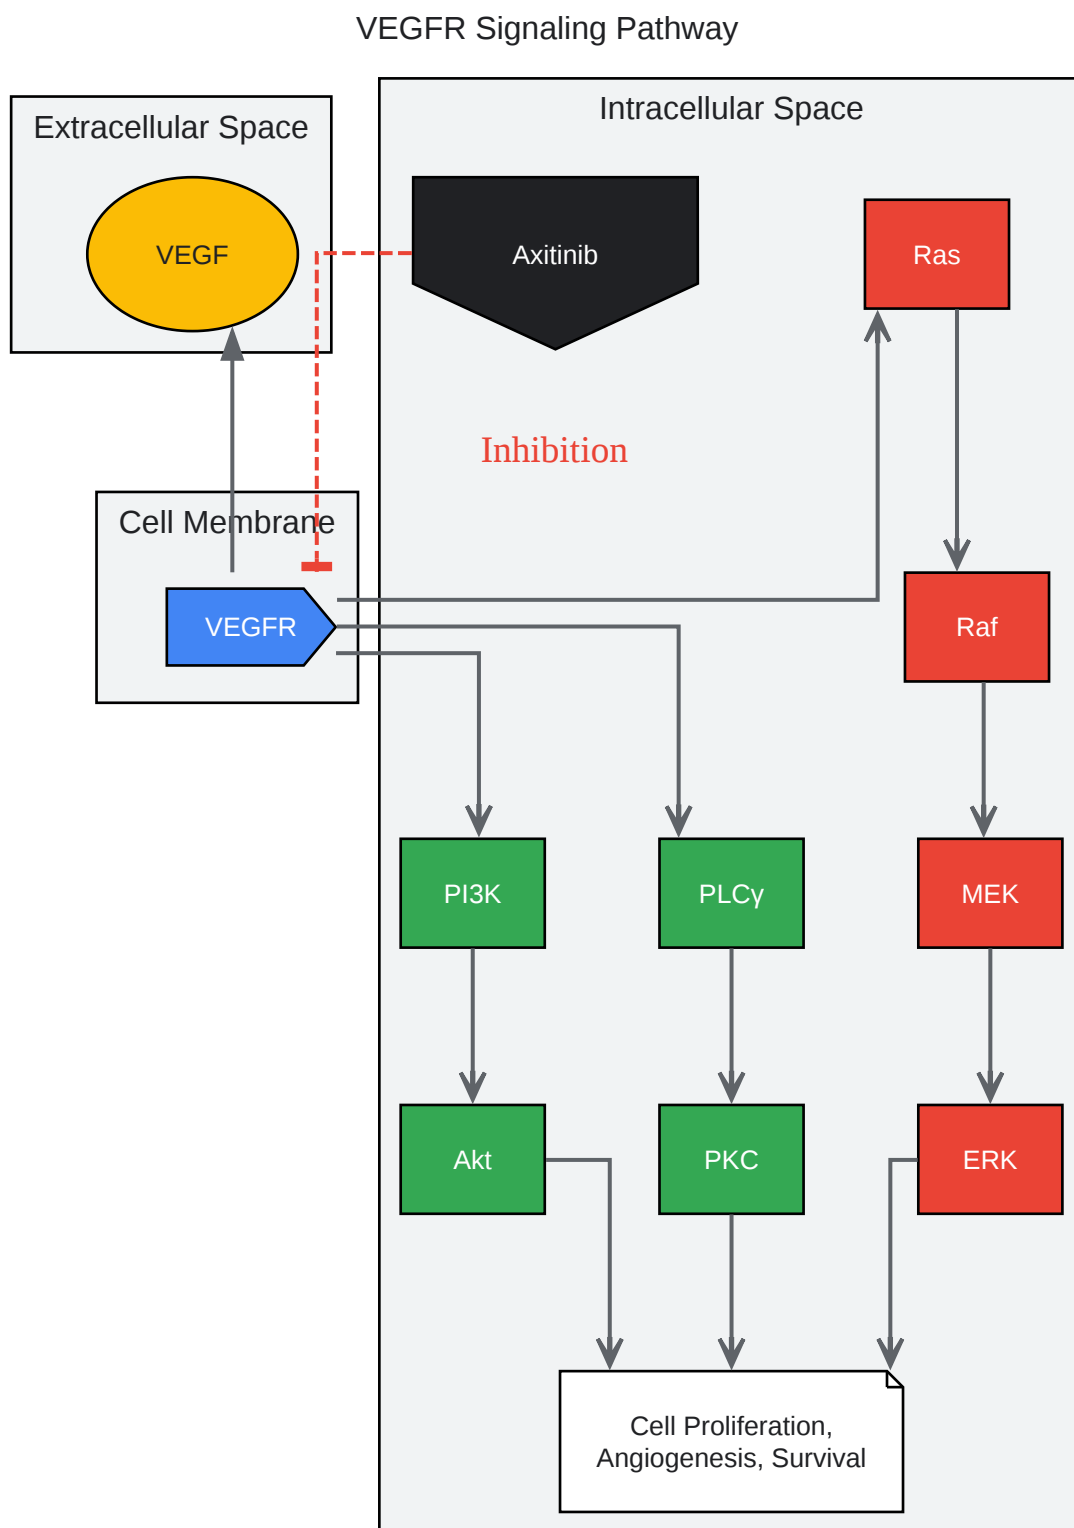 VEGFR Signaling Pathway
Extracellular Space
Intracellular Space
VEGF
Axitinib
Ras
Inhibition
Cell Membrane
VEGFR
Raf
PI3K
PLCγ
MEK
Akt
PKC
ERK
Cell Proliferation,
Angiogenesis, Survival